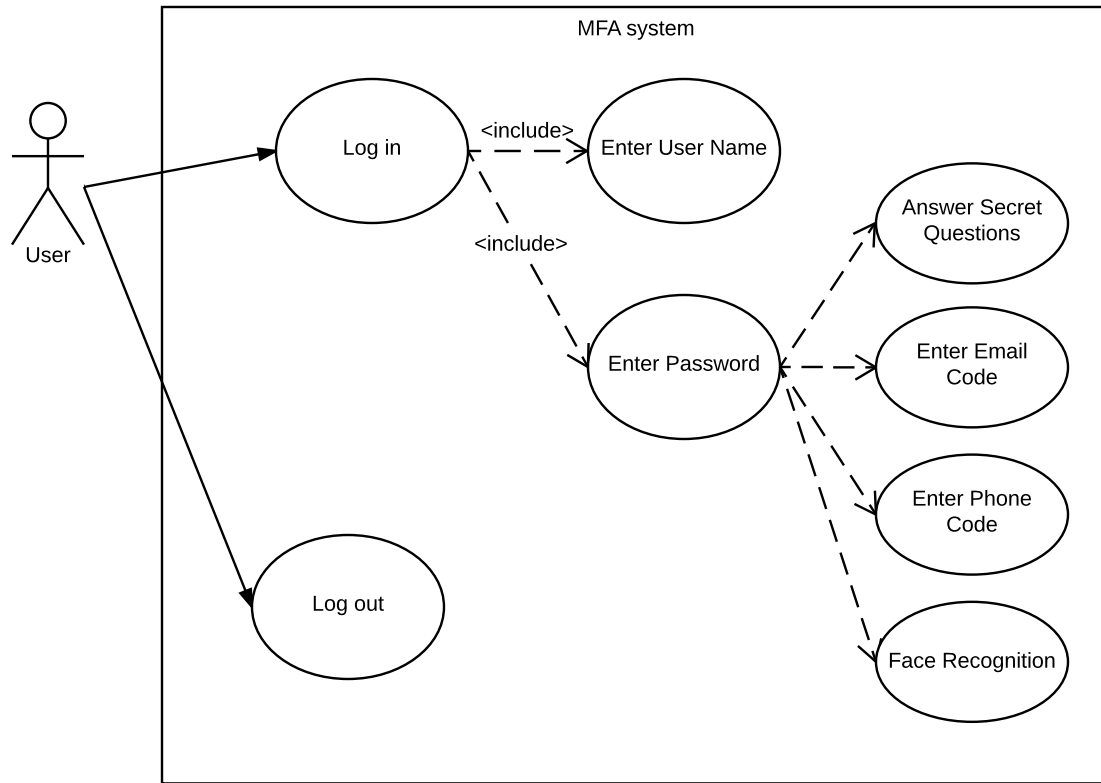 MFA system
Log in
<include>
Enter User Name
User
<include>
Answer Secret
Questions
Enter Password
Enter Email
Code
Enter Phone
Code
Log out
Face Recognition